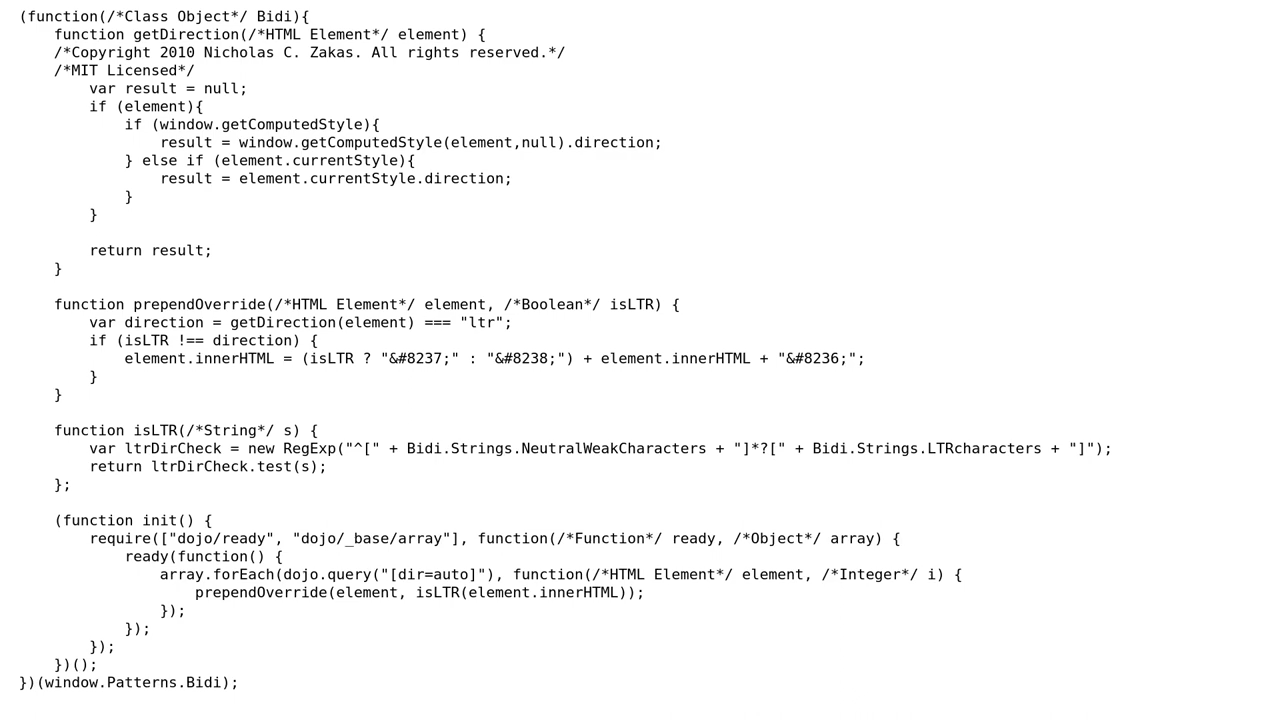 (function(/*Class Object*/ Bidi){
    function getDirection(/*HTML Element*/ element) {
    /*Copyright 2010 Nicholas C. Zakas. All rights reserved.*/
    /*MIT Licensed*/
        var result = null;
        if (element){
            if (window.getComputedStyle){
                result = window.getComputedStyle(element,null).direction;
            } else if (element.currentStyle){
                result = element.currentStyle.direction;
            }
        }

        return result;
    }

    function prependOverride(/*HTML Element*/ element, /*Boolean*/ isLTR) {
        var direction = getDirection(element) === "ltr";
        if (isLTR !== direction) {
            element.innerHTML = (isLTR ? "&#8237;" : "&#8238;") + element.innerHTML + "&#8236;";
        }
    }

    function isLTR(/*String*/ s) {
        var ltrDirCheck = new RegExp("^[" + Bidi.Strings.NeutralWeakCharacters + "]*?[" + Bidi.Strings.LTRcharacters + "]");
        return ltrDirCheck.test(s);
    };

    (function init() {
        require(["dojo/ready", "dojo/_base/array"], function(/*Function*/ ready, /*Object*/ array) {
            ready(function() {
                array.forEach(dojo.query("[dir=auto]"), function(/*HTML Element*/ element, /*Integer*/ i) {
                    prependOverride(element, isLTR(element.innerHTML));
                });
            });
        });
    })();
})(window.Patterns.Bidi);